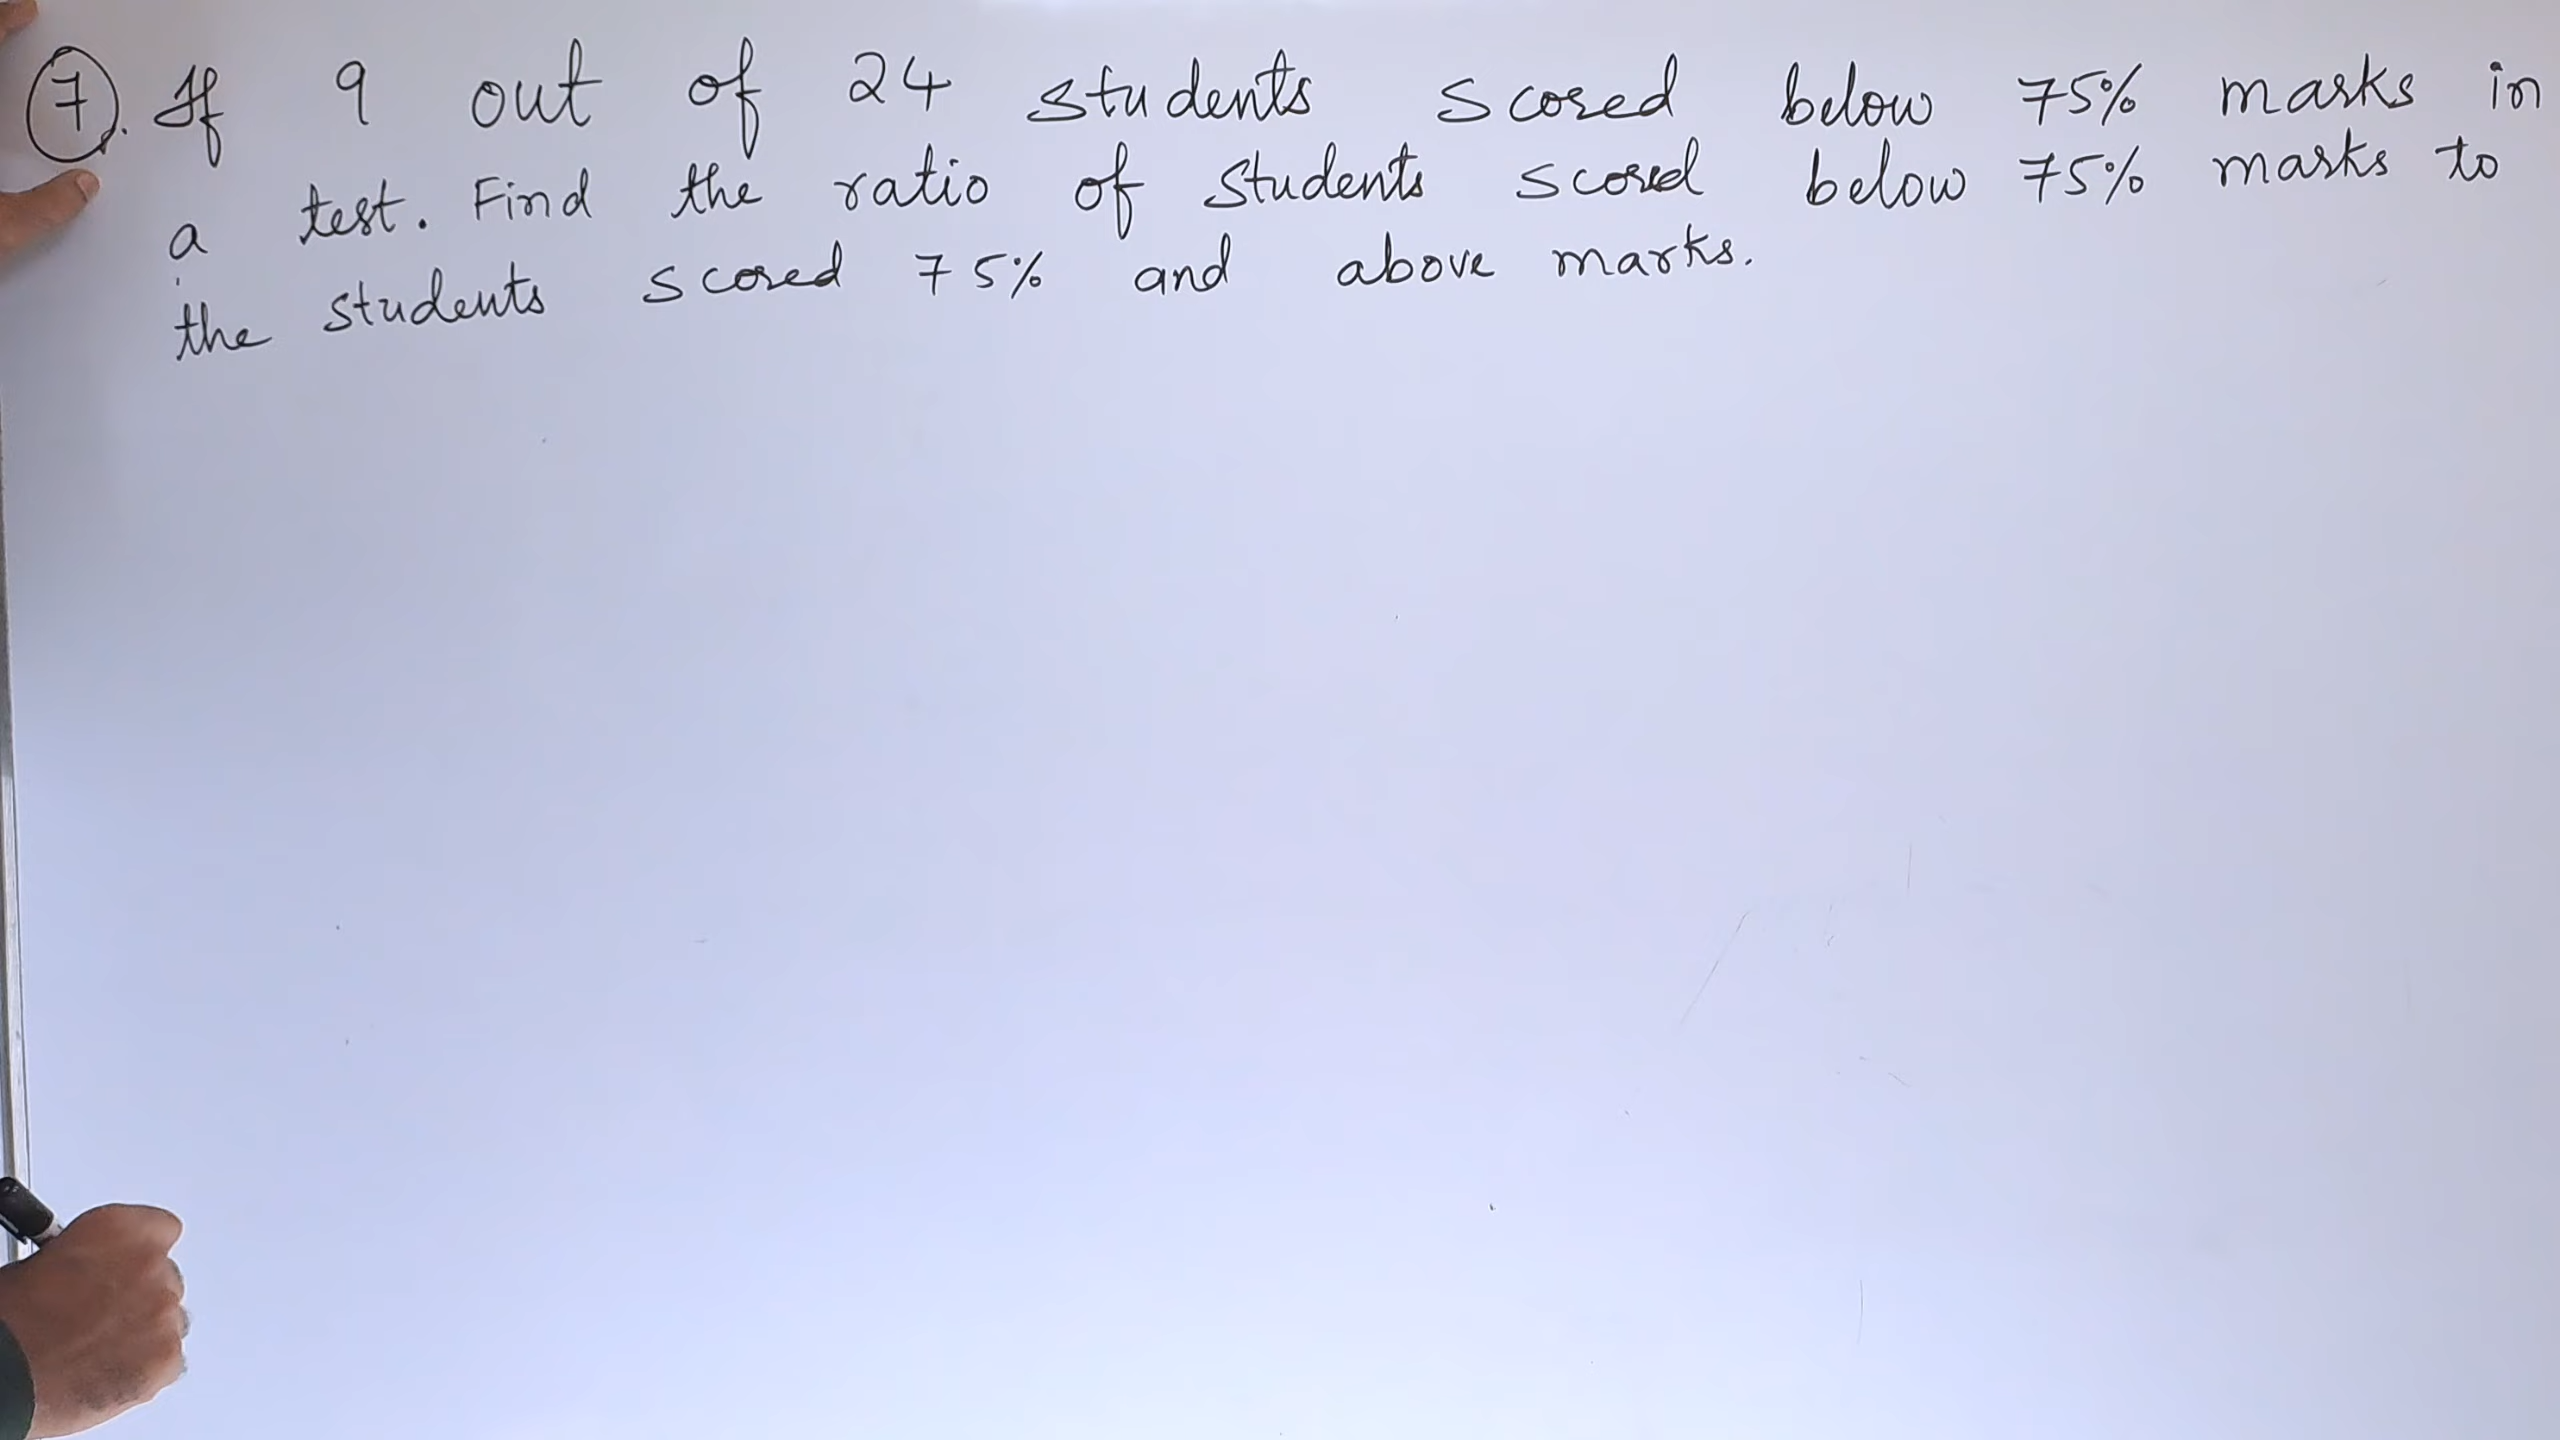 7. If 9 out of 24 students scored below 75% marks in
a test. Find the ratio of students scored below 75% marks to
the students scored 75% and above marks.